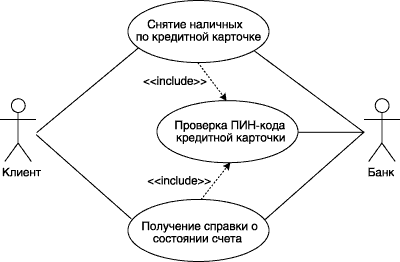 Снятие наличных
по кредитной карточке
<<include>>
Проверка ПИН-кода
кредитной карточки
Клиент
Банк
<<include>>
Получение справки о
состоянии счета